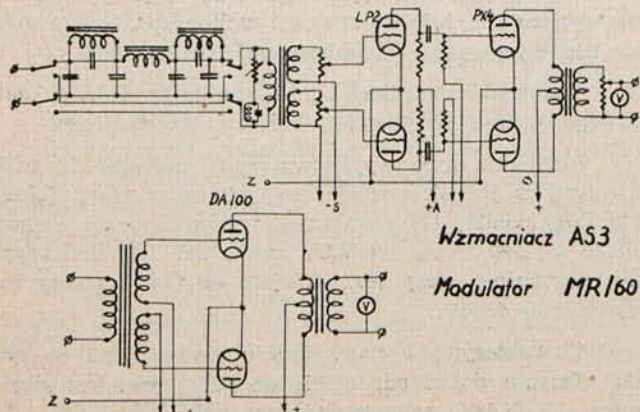 LP2 PX4
Ø
Ø
V
Ø
Ø
Z
-S +A +
DA100
Wzmacniacz AS3
Modulator MR/60
Ø
Ø
V
Ø
Ø
Z